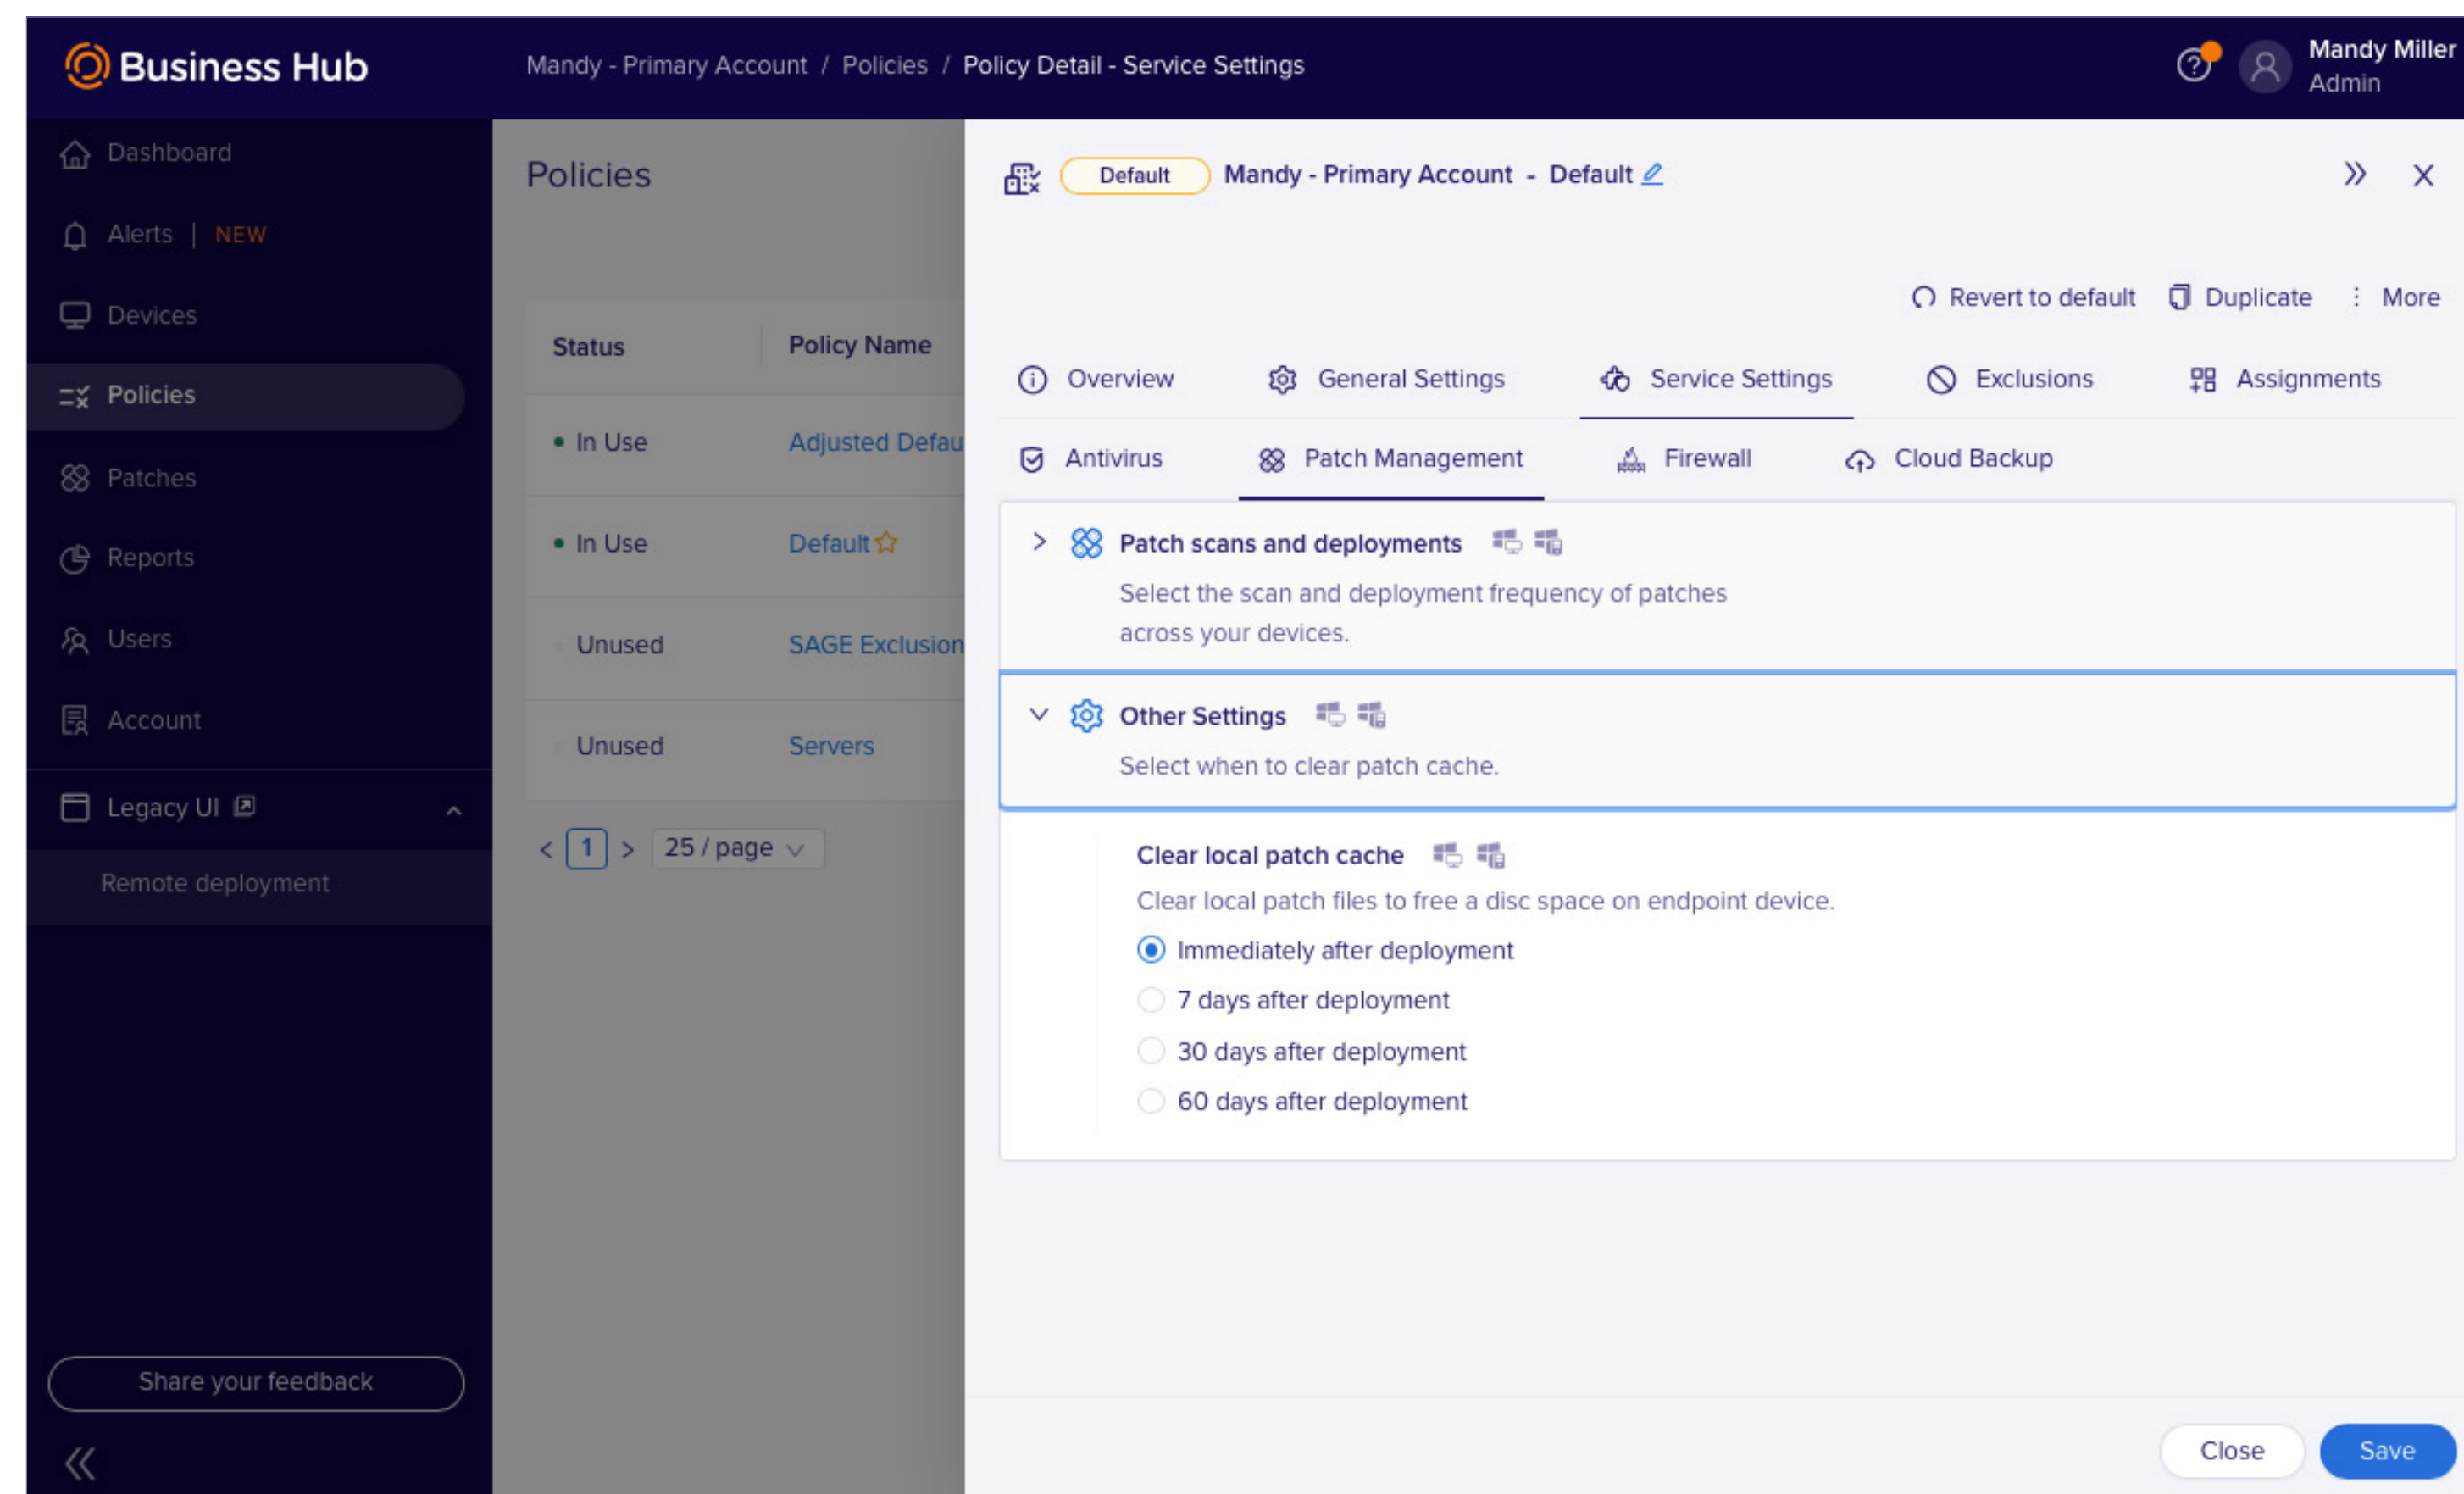 Business Hub
Mandy - Primary Account / Policies / Policy Detail - Service Settings
Mandy Miller
Admin
Dashboard
Alerts | NEW
Devices
Policies
Patches
Reports
Users
Account
Legacy UI
Remote deployment
Share your feedback
Policies
Status Policy Name
In Use Adjusted Defau
In Use Default
Unused SAGE Exclusion
Unused Servers
< 1 > 25 / page
Default Mandy - Primary Account - Default
Revert to default Duplicate More
Overview General Settings Service Settings Exclusions Assignments
Antivirus Patch Management Firewall Cloud Backup
Patch scans and deployments
Select the scan and deployment frequency of patches
across your devices.
Other Settings
Select when to clear patch cache.
Clear local patch cache
Clear local patch files to free a disc space on endpoint device.
Immediately after deployment
7 days after deployment
30 days after deployment
60 days after deployment
Close Save